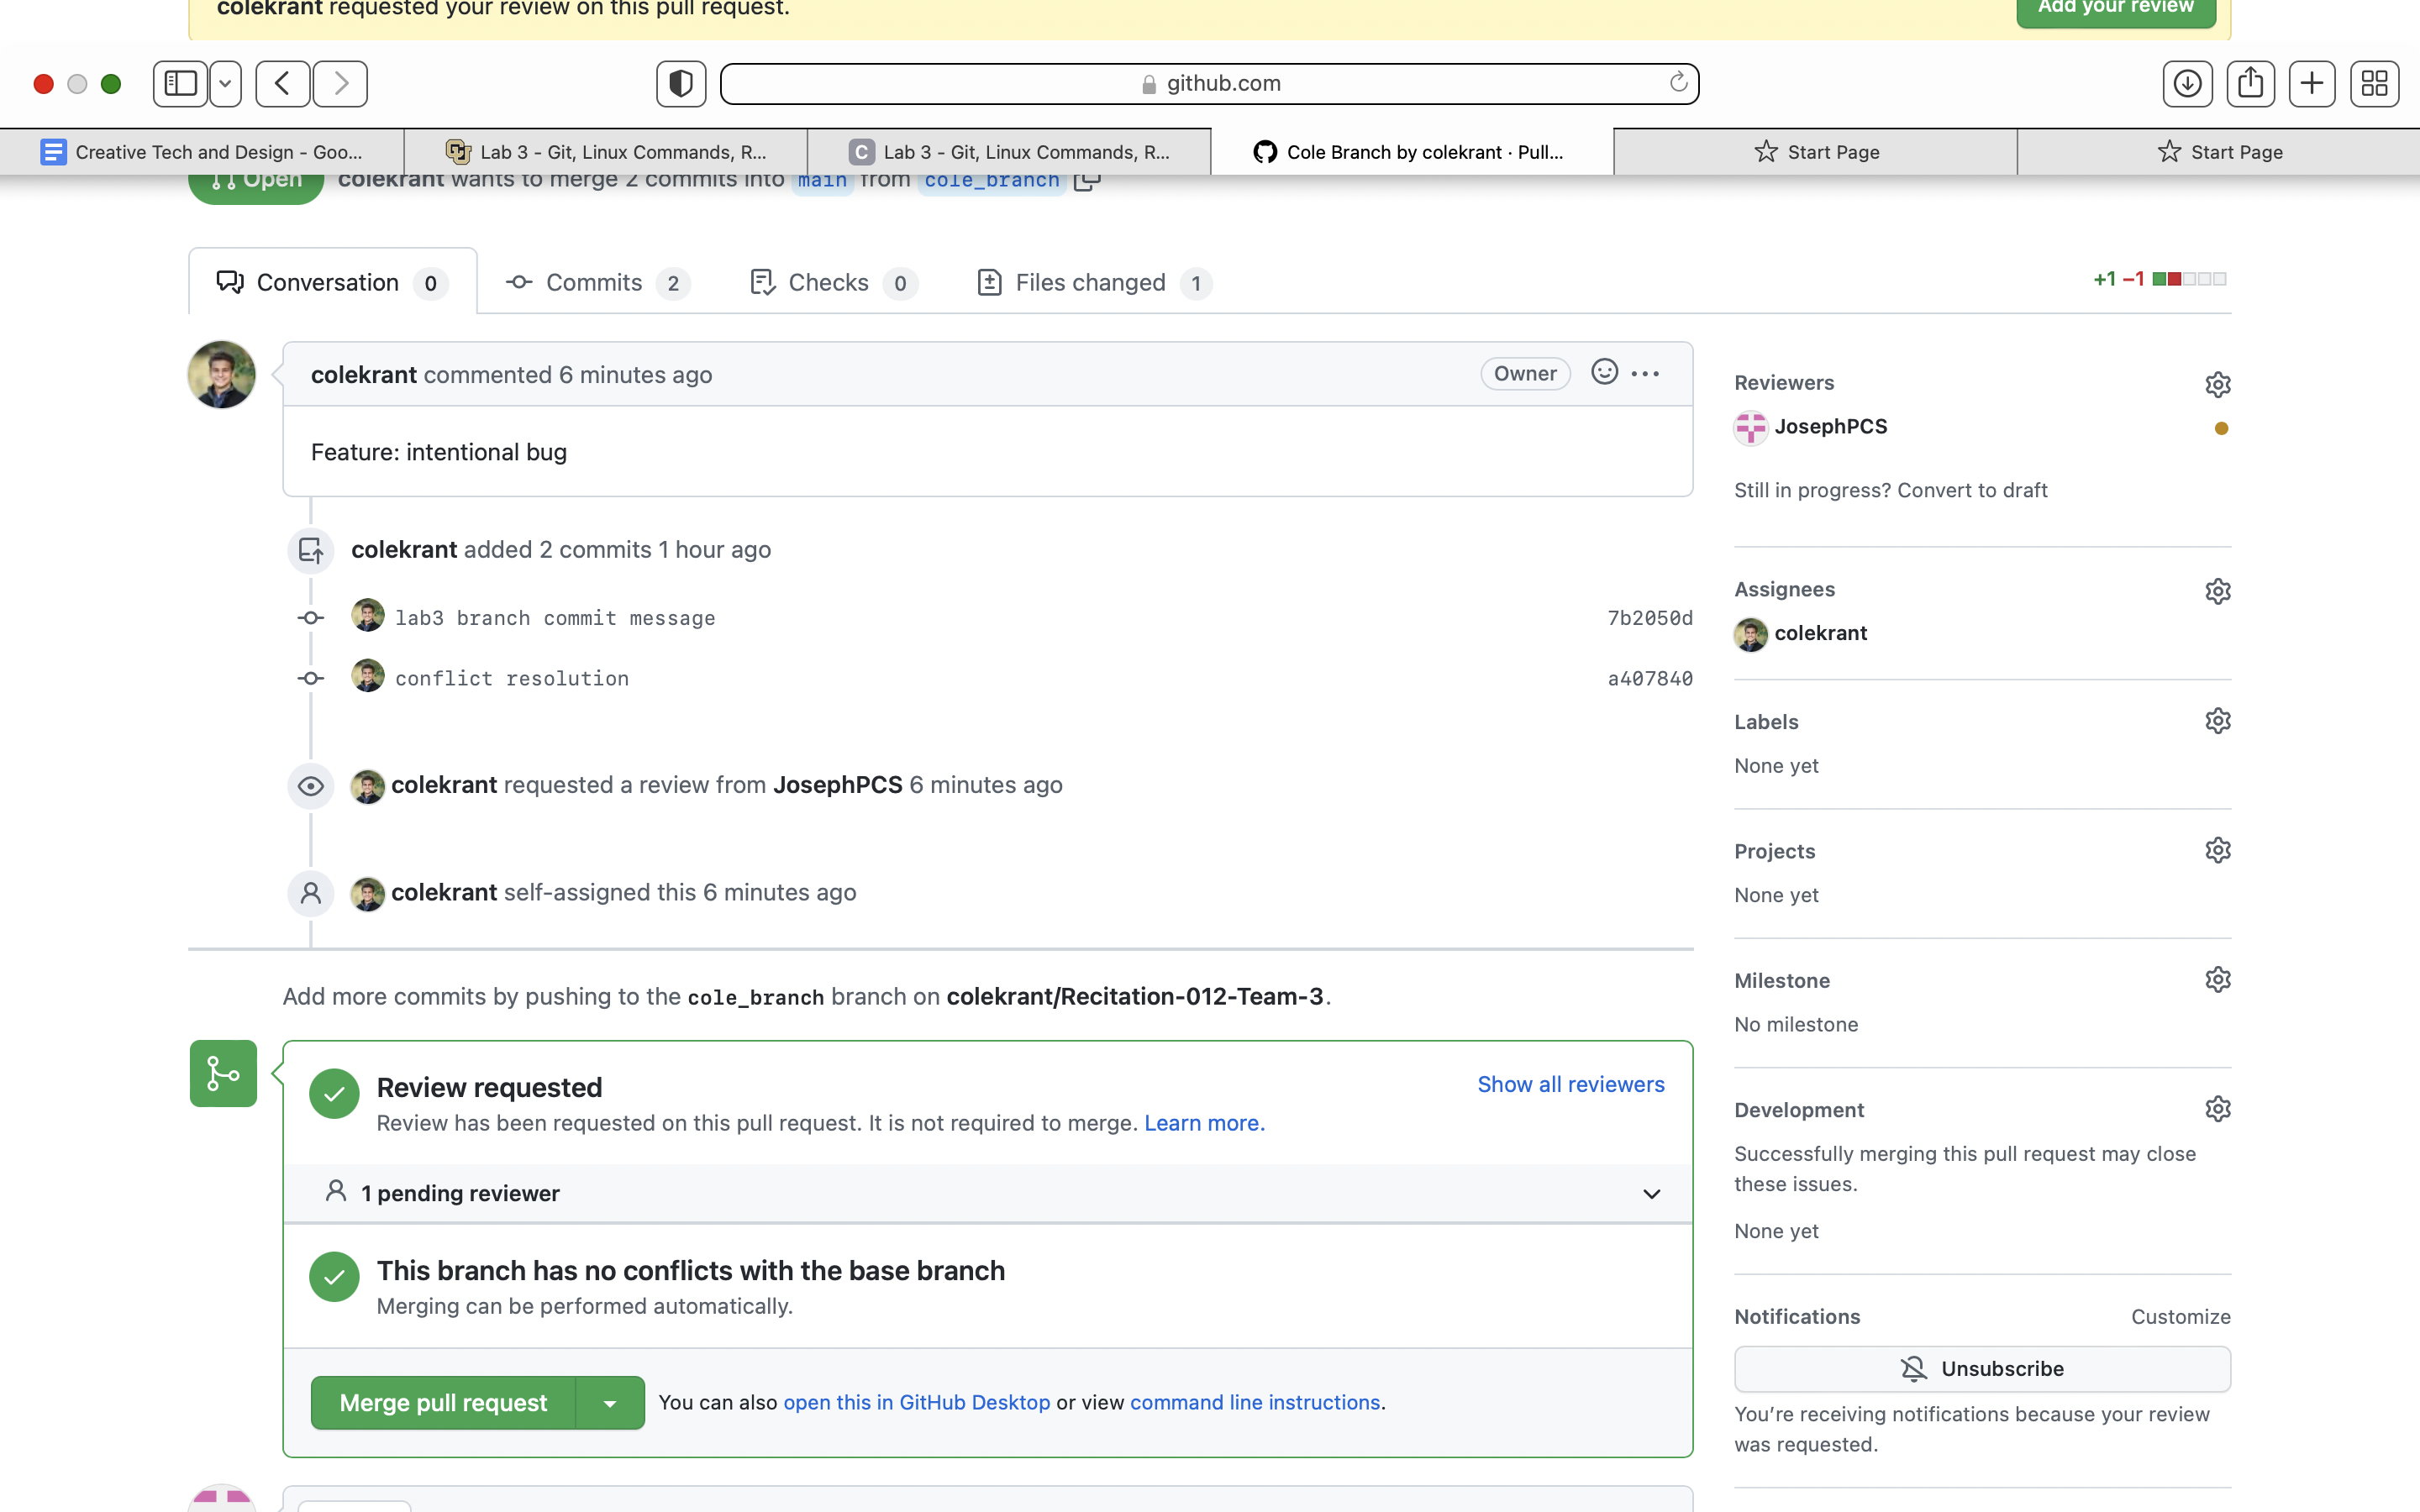 colekrant requested your review on this pull request.
Add your review
github.com
Creative Tech and Design - Goo...
Lab 3 - Git, Linux Commands, R...
C Lab 3 - Git, Linux Commands, R...
Cole Branch by colekrant · Pull...
Start Page
Start Page
Open
colekrant wants to merge 2 commits into main from cole_branch
Conversation 0
Commits 2
Checks 0
Files changed 1
+1 −1
colekrant commented 6 minutes ago
Owner
Feature: intentional bug
colekrant added 2 commits 1 hour ago
lab3 branch commit message
7b2050d
conflict resolution
a407840
colekrant requested a review from JosephPCS 6 minutes ago
colekrant self-assigned this 6 minutes ago
Add more commits by pushing to the cole_branch branch on colekrant/Recitation-012-Team-3.
Review requested
Show all reviewers
Review has been requested on this pull request. It is not required to merge. Learn more.
1 pending reviewer
This branch has no conflicts with the base branch
Merging can be performed automatically.
Merge pull request
You can also open this in GitHub Desktop or view command line instructions.
Reviewers
JosephPCS
Still in progress? Convert to draft
Assignees
colekrant
Labels
None yet
Projects
None yet
Milestone
No milestone
Development
Successfully merging this pull request may close
these issues.
None yet
Notifications
Customize
Unsubscribe
You’re receiving notifications because your review
was requested.